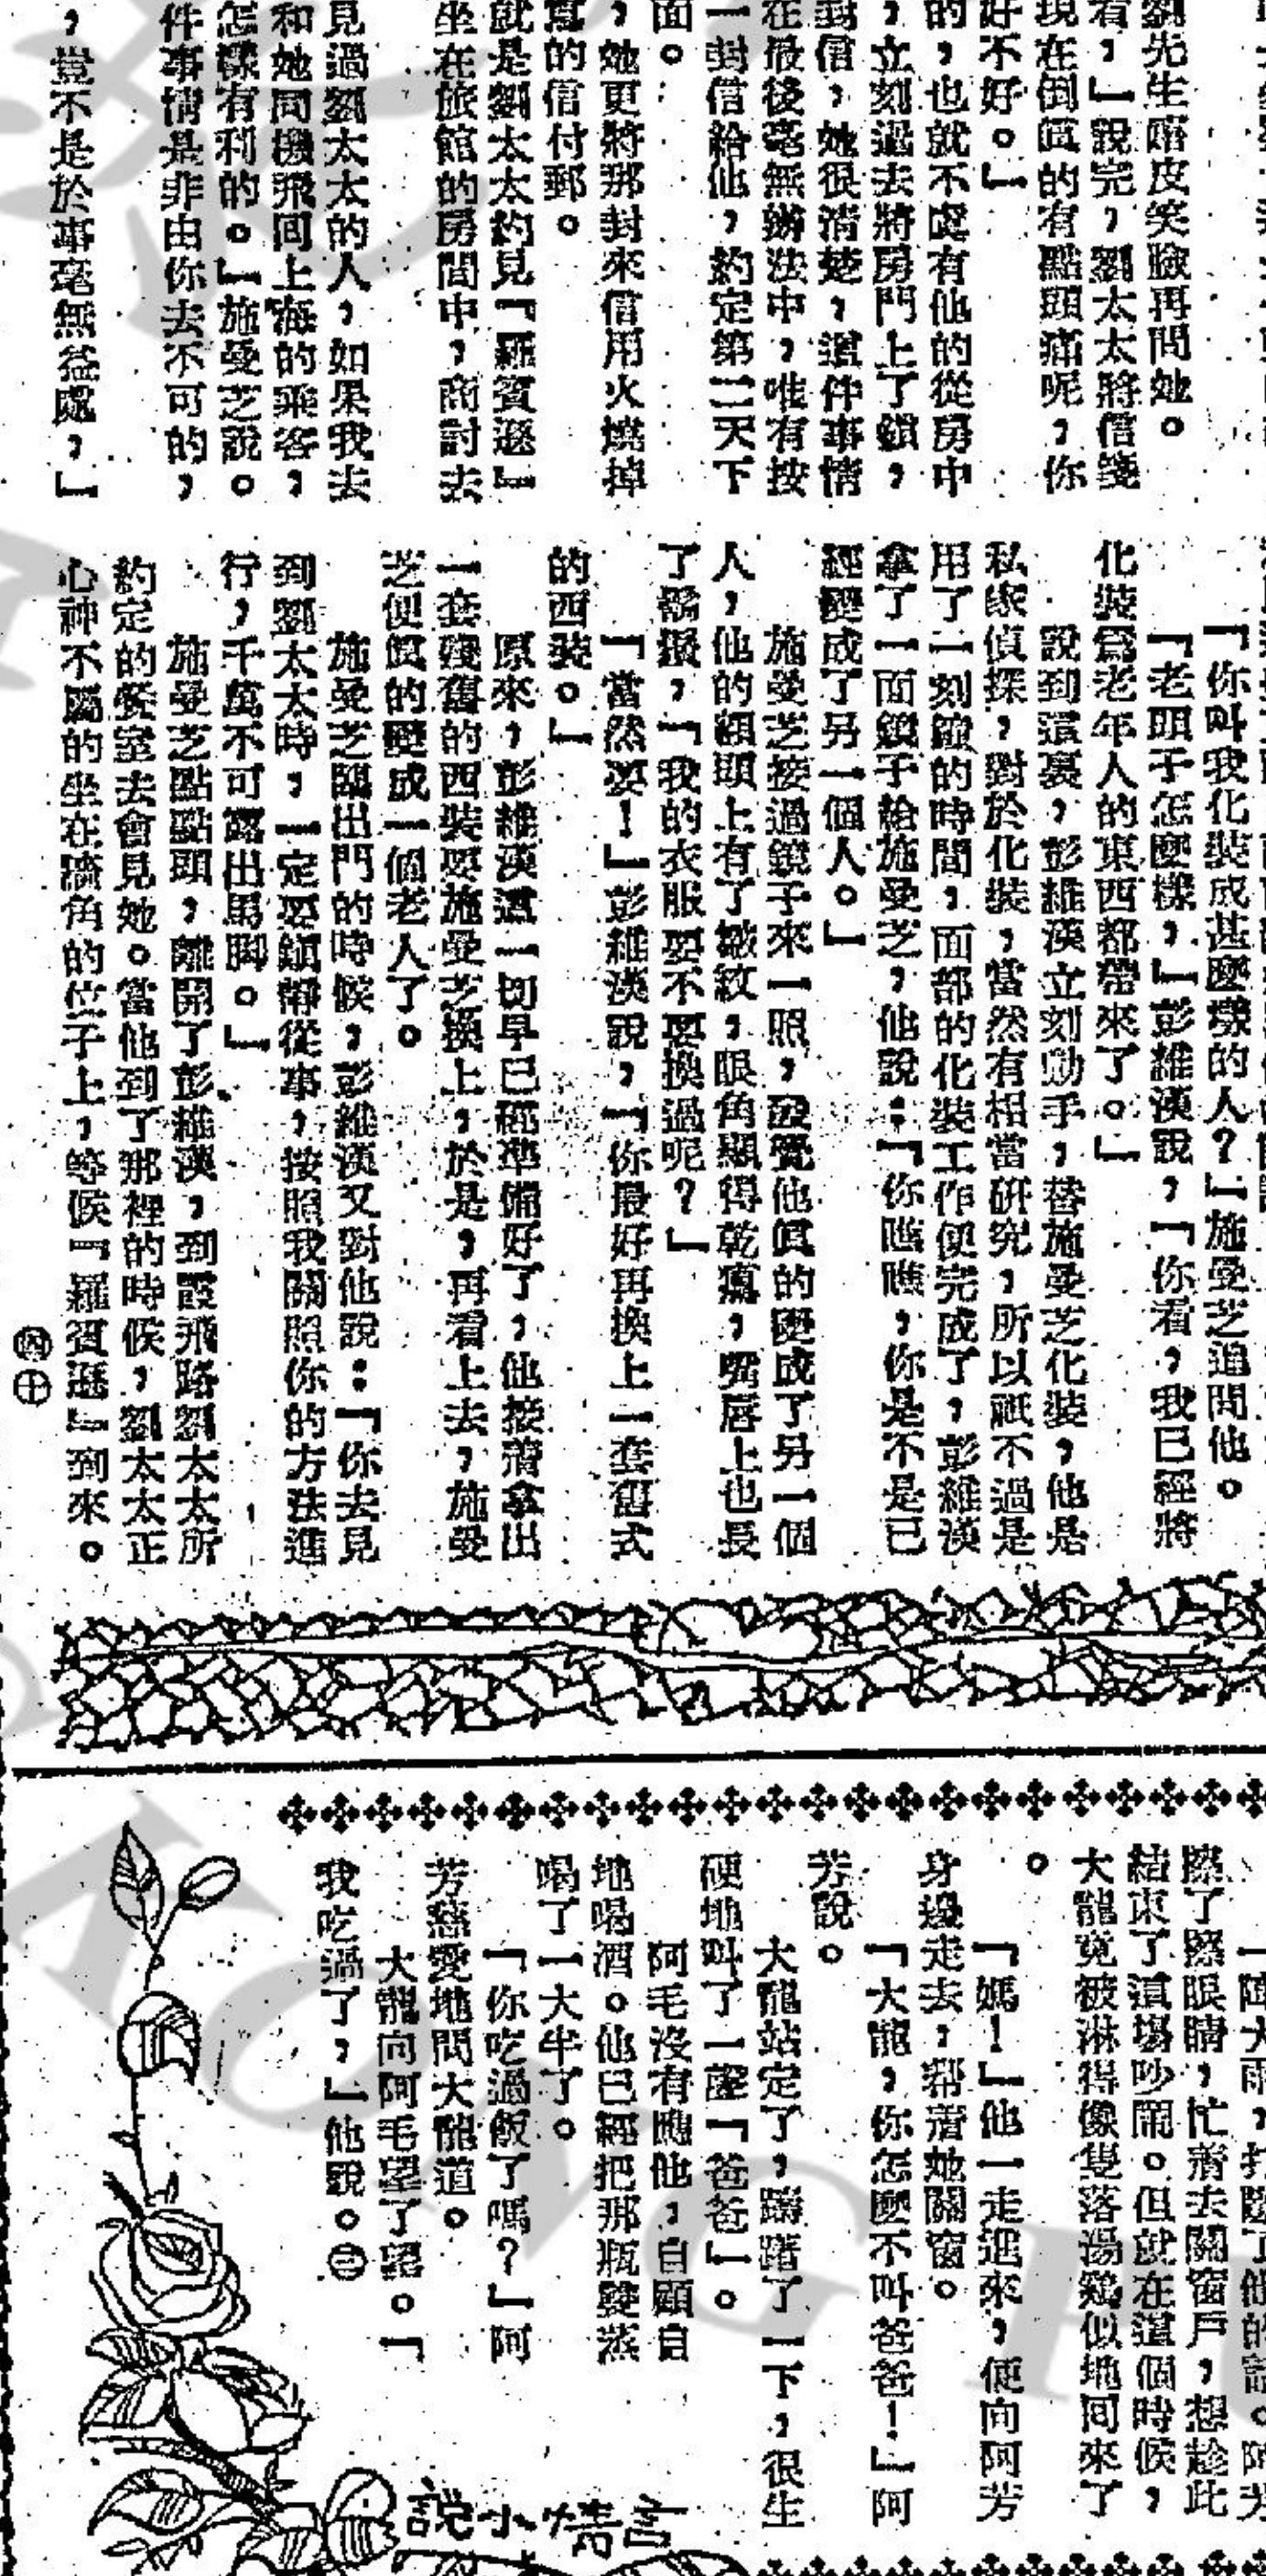 劉先生嬉皮笑臉再問她。
看，」說完，劉太太將信箋
現在倒眞的有點頭痛呢，你
好不好。」
的，也就不處有他的從房中
，立刻過去將房門上了鎖，
封信，她很清楚，這件事情
在最後毫無辦法中，唯有按
一封信給他，約定第二天下
面。
，她更將那封來信用火燒掉
寫的信付郵。
就是劉太太約見「羅賓遜」
坐在旅館的房間中，商討去
見過劉太太的人，如果我去
和她同機飛回上海的乘客，
怎樣有利的。」施曼芝說。
件事情是非由你去不可的，
，豈不是於事毫無益處，」
「你叫我化裝成甚麼樣的人？」施曼芝追問他。
「老頭子怎麼樣，」彭維漢說，「你看，我已經將
化裝爲老年人的東西都帶來了。」
說到這裏，彭維漢立刻動手，替施曼芝化裝，他是
私家偵探，對於化裝，當然有相當研究，所以祇不過是
用了一刻鐘的時間，面部的化裝工作便完成了，彭維漢
拿了一面鏡子給施曼芝，他說：「你瞧瞧，你是不是已
經變成了另一個人。」
施曼芝接過鏡子來一照，發覺他眞的變成了另一個
人，他的額頭上有了皺紋，眼角顯得乾癟，嘴唇上也長
了鬍鬚，「我的衣服要不要換過呢？」
「當然要！」彭維漢說，「你最好再換上一套舊式
的西裝。」
原來，彭維漢這一切早已經準備好了，他接着拿出
一套殘舊的西裝要施曼芝換上，於是，再看上去，施曼
芝便眞的變成一個老人了。
施曼芝臨出門的時候，彭維漢又對他說：「你去見
到劉太太時，一定要鎮靜從事，按照我關照你的方法進
行，千萬不可露出馬脚。」
施曼芝點點頭，離開了彭維漢，到霞飛路劉太太所
約定的餐室去會見她。當他到了那裡的時候，劉太太正
心神不屬的坐在牆角的位子上，等候「羅賓遜」到來。
㊃㊉
擦了擦眼睛，忙着去關窗戶，想趁此
結束了這場吵鬧。但就在這個時候，
大龍竟被淋得像隻落湯鷄似地囘來了
。
「媽！」他一走進來，便向阿芳
身邊走去，帮着她關窗。
「大龍，你怎麼不叫爸爸！」阿
芳說。
大龍站定了，躊躇了一下，很生
硬地叫了一聲「爸爸」。
阿毛沒有應他，自顧自
地喝酒。他已經把那瓶雙蒸
喝了一大半了。
「你吃過飯了嗎？」阿
芳慈愛地問大龍道。
大龍向阿毛望了望。「
我吃過了，」他說。㊂
言情小說